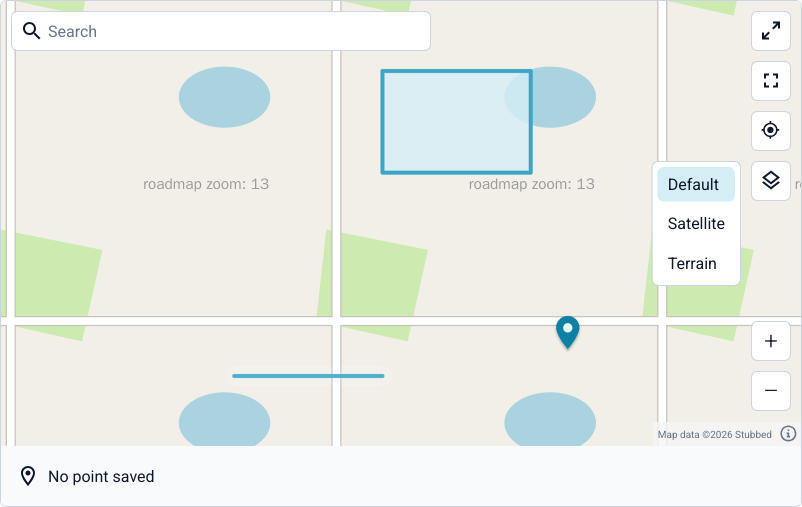 Search
roadmap zoom: 13
roadmap zoom: 13
Default
Satellite
Terrain
Map data ©2026 Stubbed
No point saved